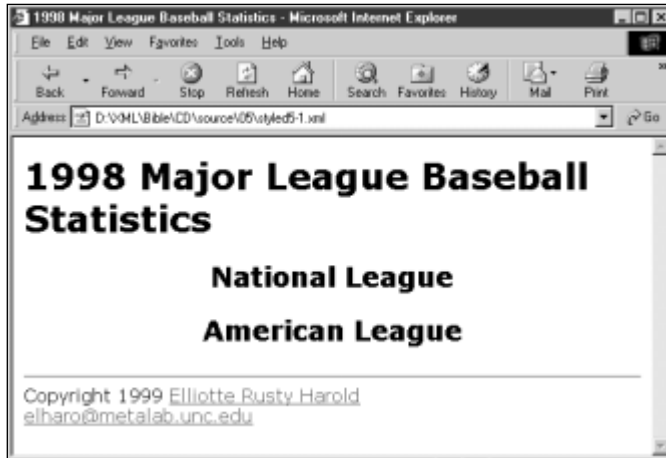 1998 Major League Baseball Statistics - Microsoft Internet Explorer
File Edit View Favorites Tools Help
Back Forward Stop Refresh Home Search Favorites History Mail Print
Address D:\XML\Bible\CD\source\05\styled5-1.xml Go
1998 Major League Baseball
Statistics
National League
American League
Copyright 1999 Elliotte Rusty Harold
elharo@metalab.unc.edu